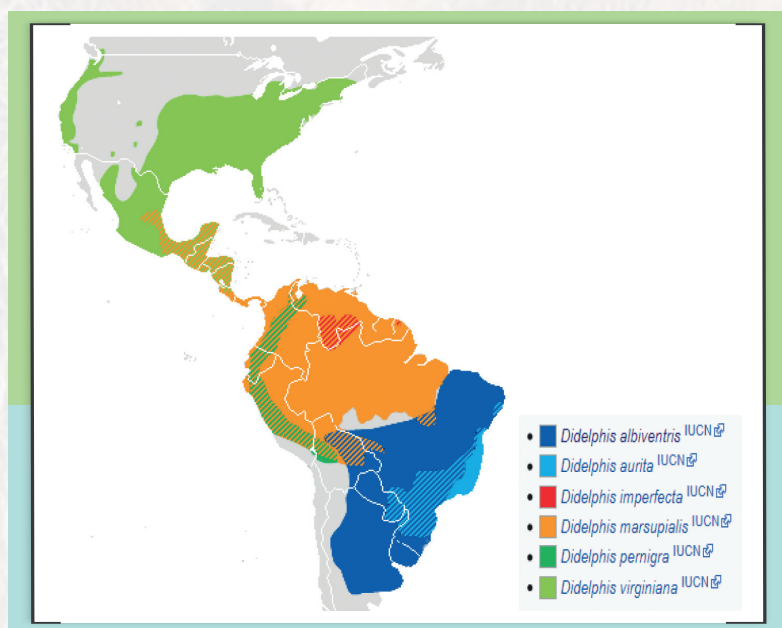 Didelphis albiventris IUCN
Didelphis aurita IUCN
Didelphis imperfecta IUCN
Didelphis marsupialis IUCN
Didelphis pernigra IUCN
Didelphis virginiana IUCN